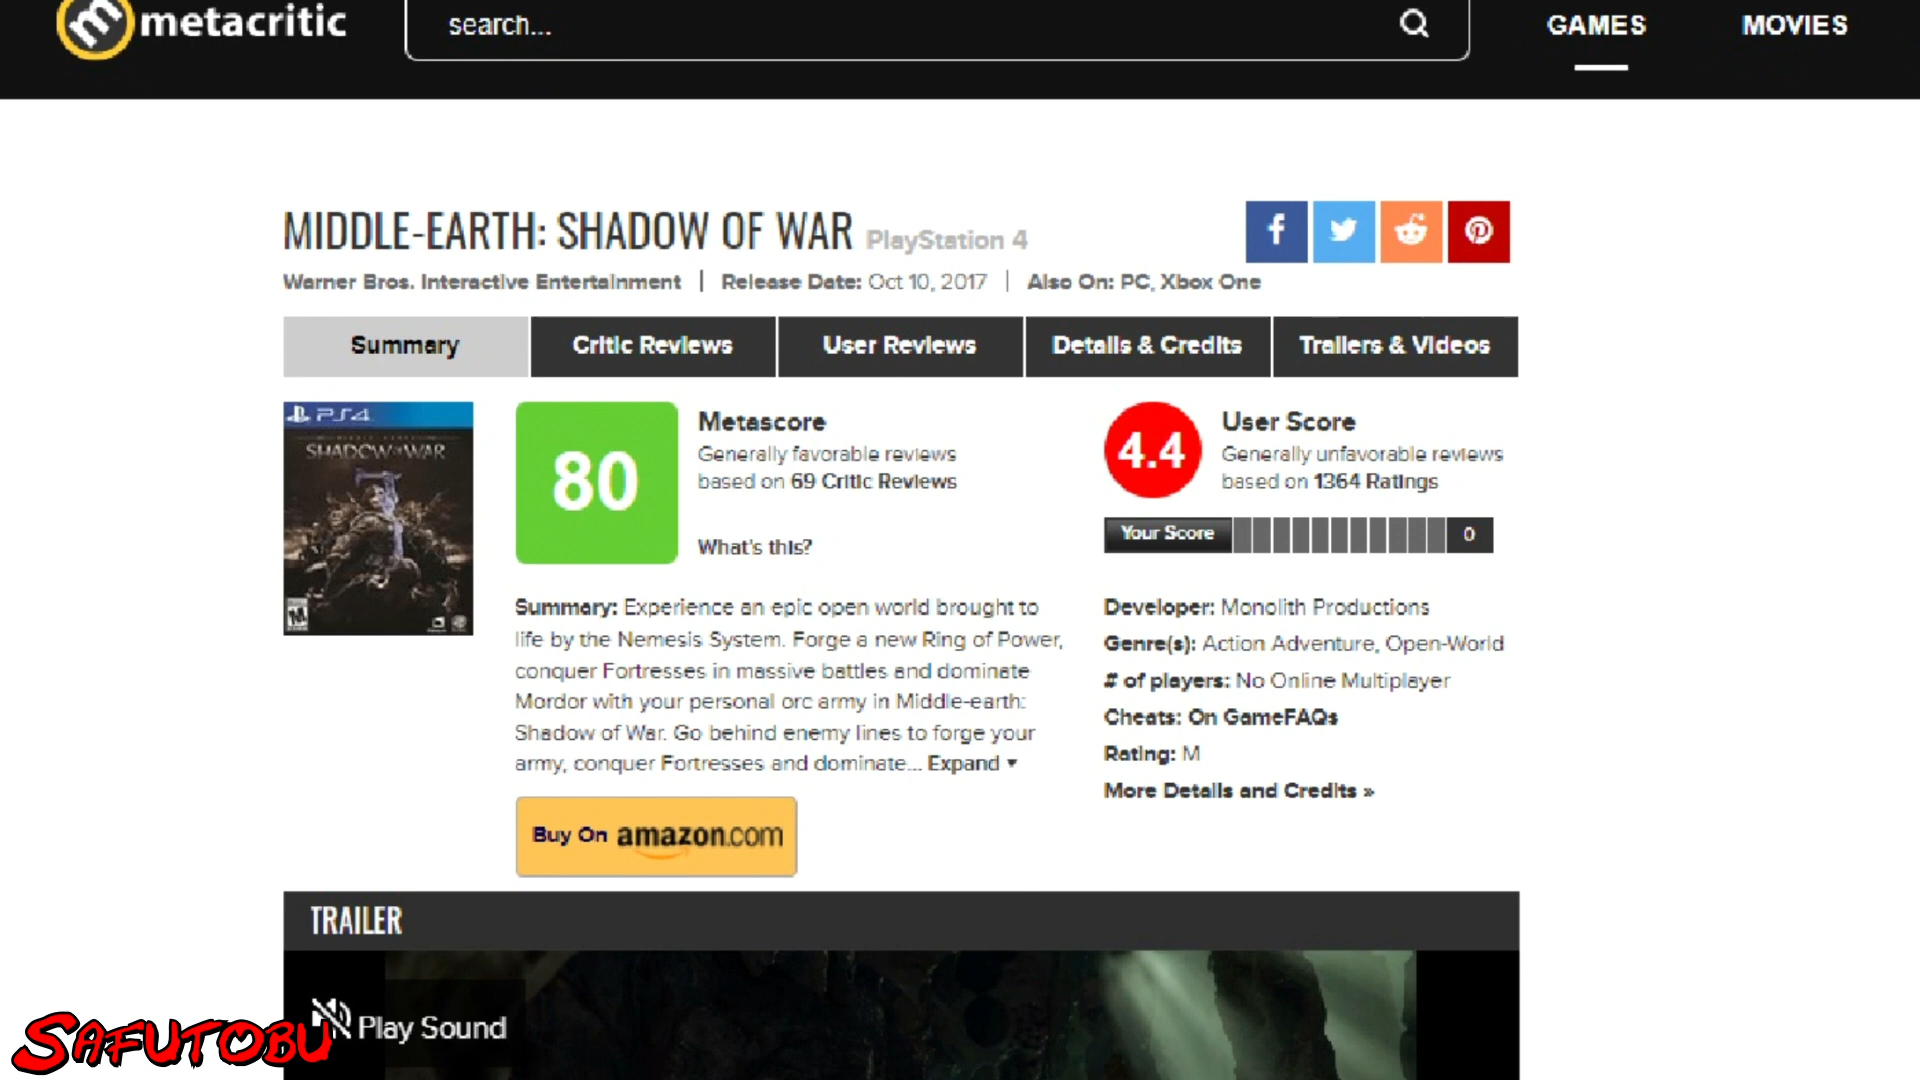 metacritic
search...
GAMES
MOVIES
MIDDLE-EARTH: SHADOW OF WAR PlayStation 4
Warner Bros. Interactive Entertainment | Release Date: Oct 10, 2017 | Also On: PC, Xbox One
Summary
Critic Reviews
User Reviews
Details & Credits
Trailers & Videos
PS4
SHADOW OF WAR
M
80
Metascore
Generally favorable reviews
based on 69 Critic Reviews
What's this?
4.4
User Score
Generally unfavorable reviews
based on 1364 Ratings
Your Score
0
Summary: Experience an epic open world brought to
life by the Nemesis System. Forge a new Ring of Power,
conquer Fortresses in massive battles and dominate
Mordor with your personal orc army in Middle-earth:
Shadow of War. Go behind enemy lines to forge your
army, conquer Fortresses and dominate... Expand ▾
Buy On amazon.com
Developer: Monolith Productions
Genre(s): Action Adventure, Open-World
# of players: No Online Multiplayer
Cheats: On GameFAQs
Rating: M
More Details and Credits »
TRAILER
Play Sound
SAFUTOBU